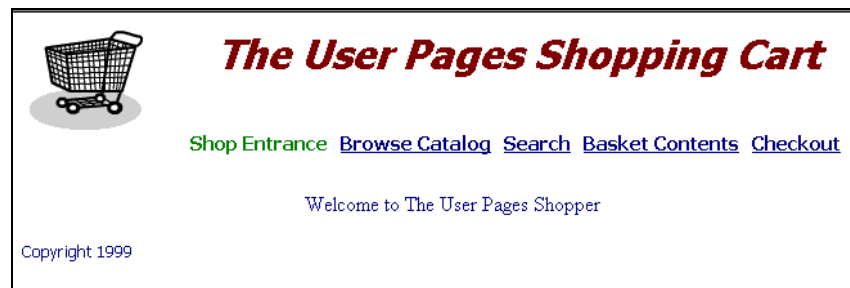 The User Pages Shopping Cart
Shop Entrance Browse Catalog Search Basket Contents Checkout
Welcome to The User Pages Shopper
Copyright 1999